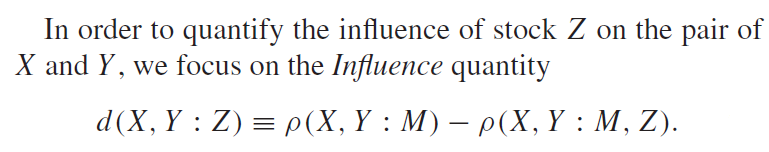 In order to quantify the influence of stock Z on the pair of
X and Y, we focus on the Influence quantity
d(X, Y : Z) ≡ ρ(X, Y : M) − ρ(X, Y : M, Z).